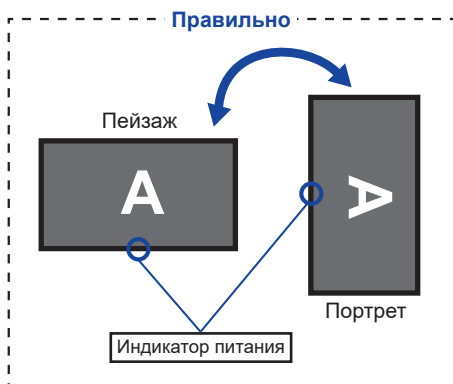 Правильно
Пейзаж
A
A
Портрет
Индикатор питания